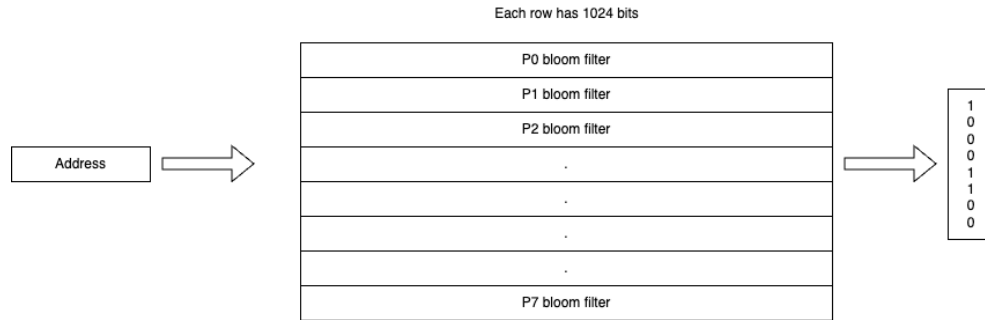 Each row has 1024 bits
P0 bloom filter
P1 bloom filter
P2 bloom filter
Address
.
.
.
.
P7 bloom filter
1
0
0
0
1
1
0
0